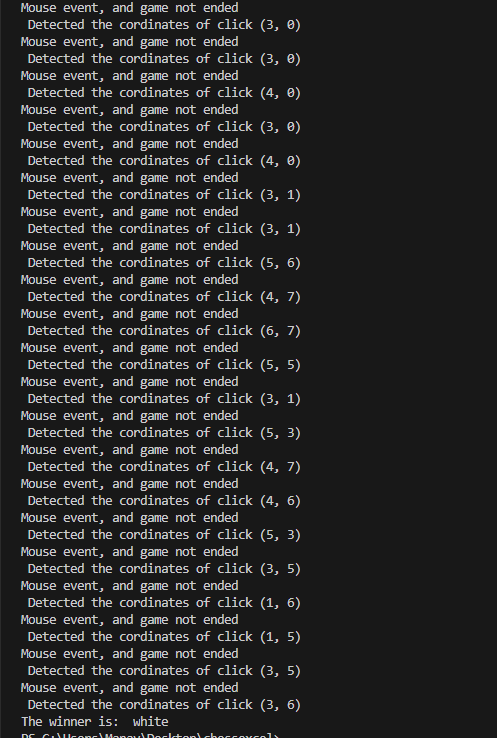 Mouse event, and game not ended
Detected the cordinates of click (3, 0)
Mouse event, and game not ended
Detected the cordinates of click (3, 0)
Mouse event, and game not ended
Detected the cordinates of click (4, 0)
Mouse event, and game not ended
Detected the cordinates of click (3, 0)
Mouse event, and game not ended
Detected the cordinates of click (4, 0)
Mouse event, and game not ended
Detected the cordinates of click (3, 1)
Mouse event, and game not ended
Detected the cordinates of click (3, 1)
Mouse event, and game not ended
Detected the cordinates of click (5, 6)
Mouse event, and game not ended
Detected the cordinates of click (4, 7)
Mouse event, and game not ended
Detected the cordinates of click (6, 7)
Mouse event, and game not ended
Detected the cordinates of click (5, 5)
Mouse event, and game not ended
Detected the cordinates of click (3, 1)
Mouse event, and game not ended
Detected the cordinates of click (5, 3)
Mouse event, and game not ended
Detected the cordinates of click (4, 7)
Mouse event, and game not ended
Detected the cordinates of click (4, 6)
Mouse event, and game not ended
Detected the cordinates of click (5, 3)
Mouse event, and game not ended
Detected the cordinates of click (3, 5)
Mouse event, and game not ended
Detected the cordinates of click (1, 6)
Mouse event, and game not ended
Detected the cordinates of click (1, 5)
Mouse event, and game not ended
Detected the cordinates of click (3, 5)
Mouse event, and game not ended
Detected the cordinates of click (3, 6)
The winner is:  white
PS C:\Users\Manav\Desktop\chessexcel>